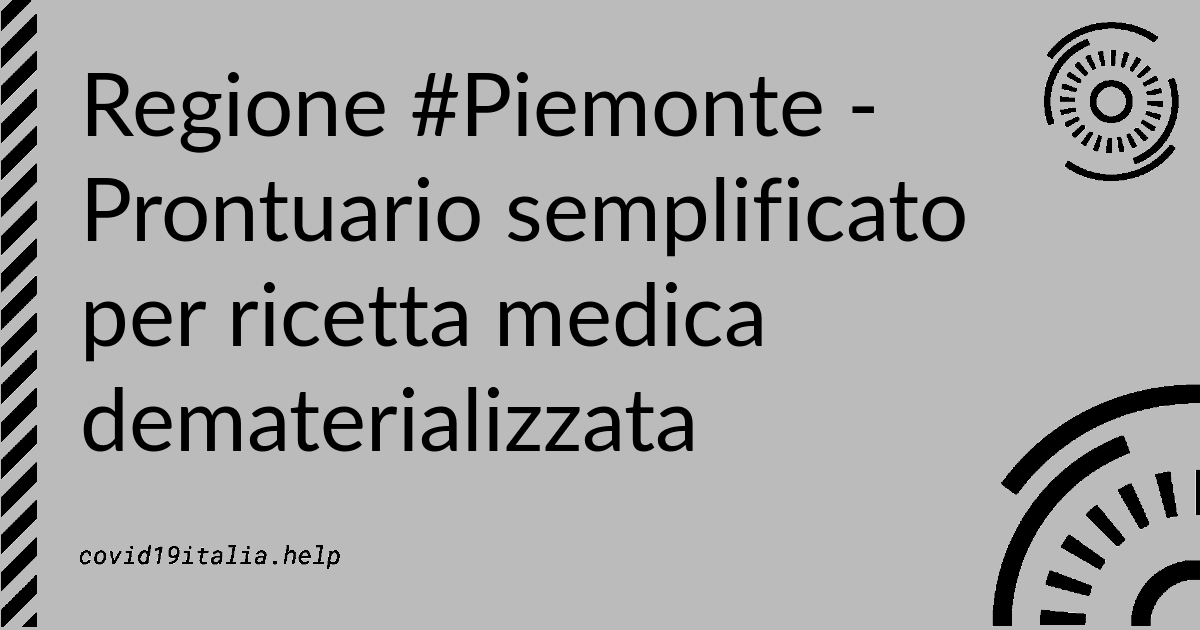 Regione #Piemonte -
Prontuario semplificato
per ricetta medica
dematerializzata
covid19italia.help